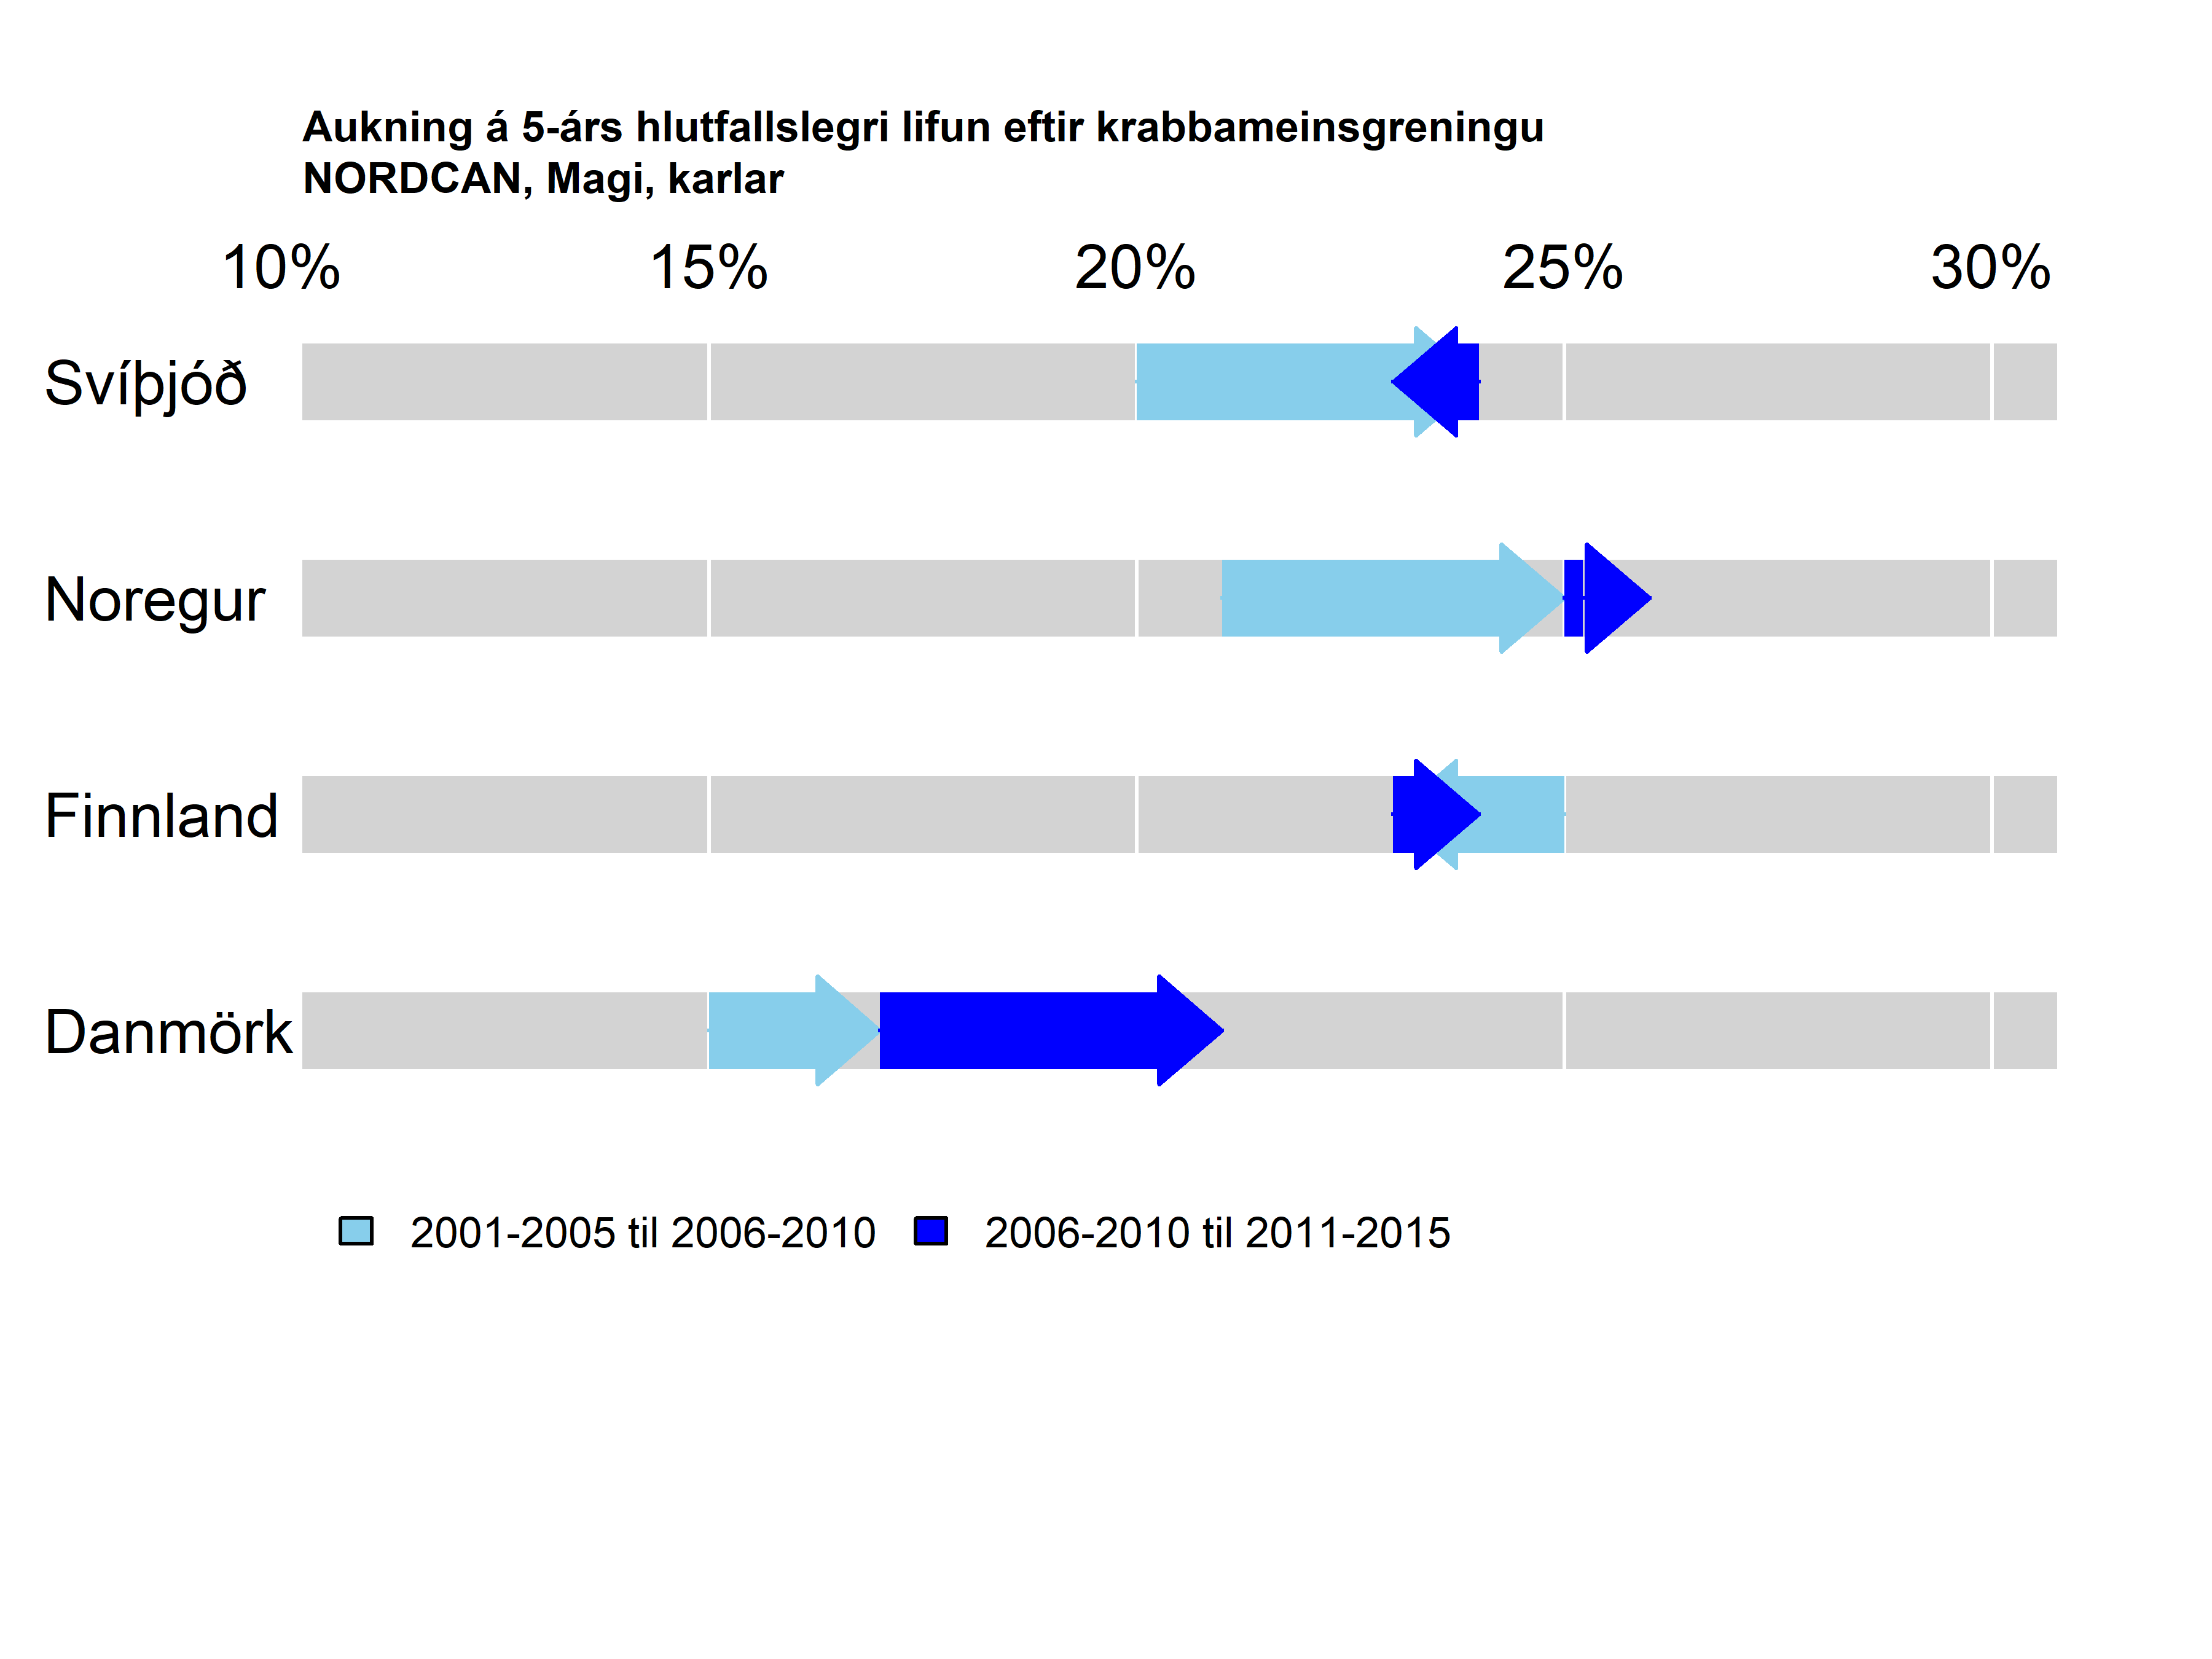 Aukning á 5-árs hlutfallslegri lifun eftir krabbameinsgreningu
NORDCAN, Magi, karlar
10% 15% 20% 25% 30%
Svíþjóð
Noregur
Finnland
Danmörk
2001-2005 til 2006-2010 2006-2010 til 2011-2015